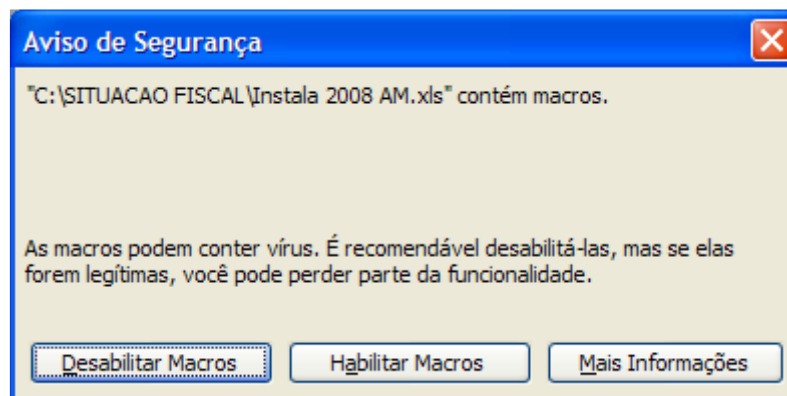 Aviso de Segurança
"C:\SITUACAO FISCAL\Instala 2008 AM.xls" contém macros.
As macros podem conter vírus. É recomendável desabilitá-las, mas se elas
forem legítimas, você pode perder parte da funcionalidade.
Desabilitar Macros Habilitar Macros Mais Informações